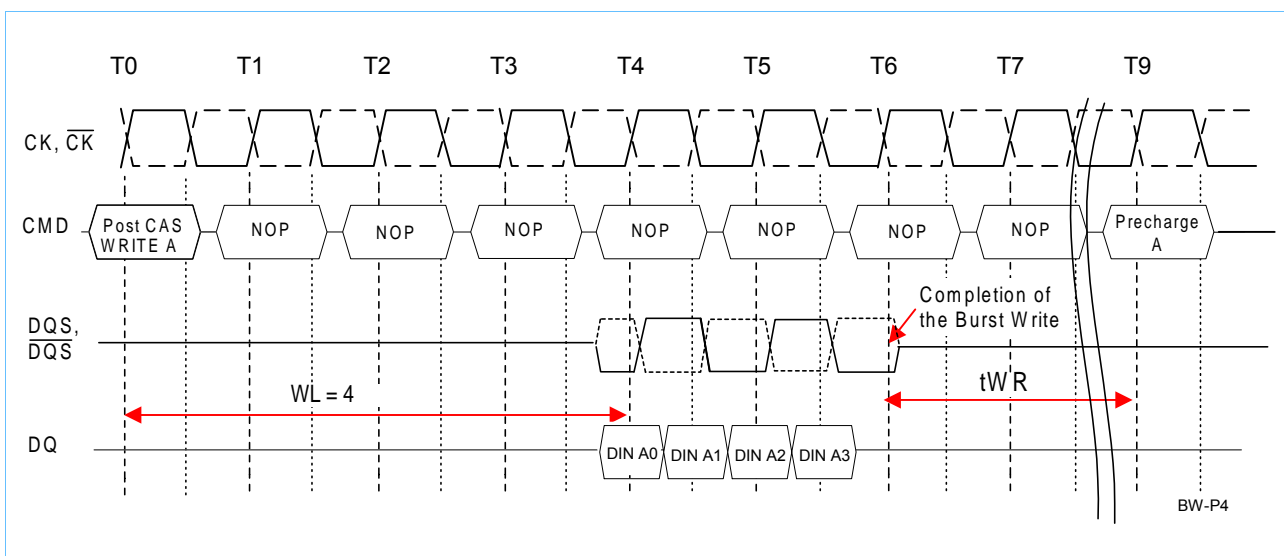 T0 T1 T2 T3 T4 T5 T6 T7 T9
CK, CK
CMD
Post CAS
WRITE A
NOP NOP NOP NOP NOP NOP NOP
Precharge
A
Completion of
the Burst Write
DQS,
DQS
WL = 4
tWR
DQ
DIN A0 DIN A1 DIN A2 DIN A3
BW-P4